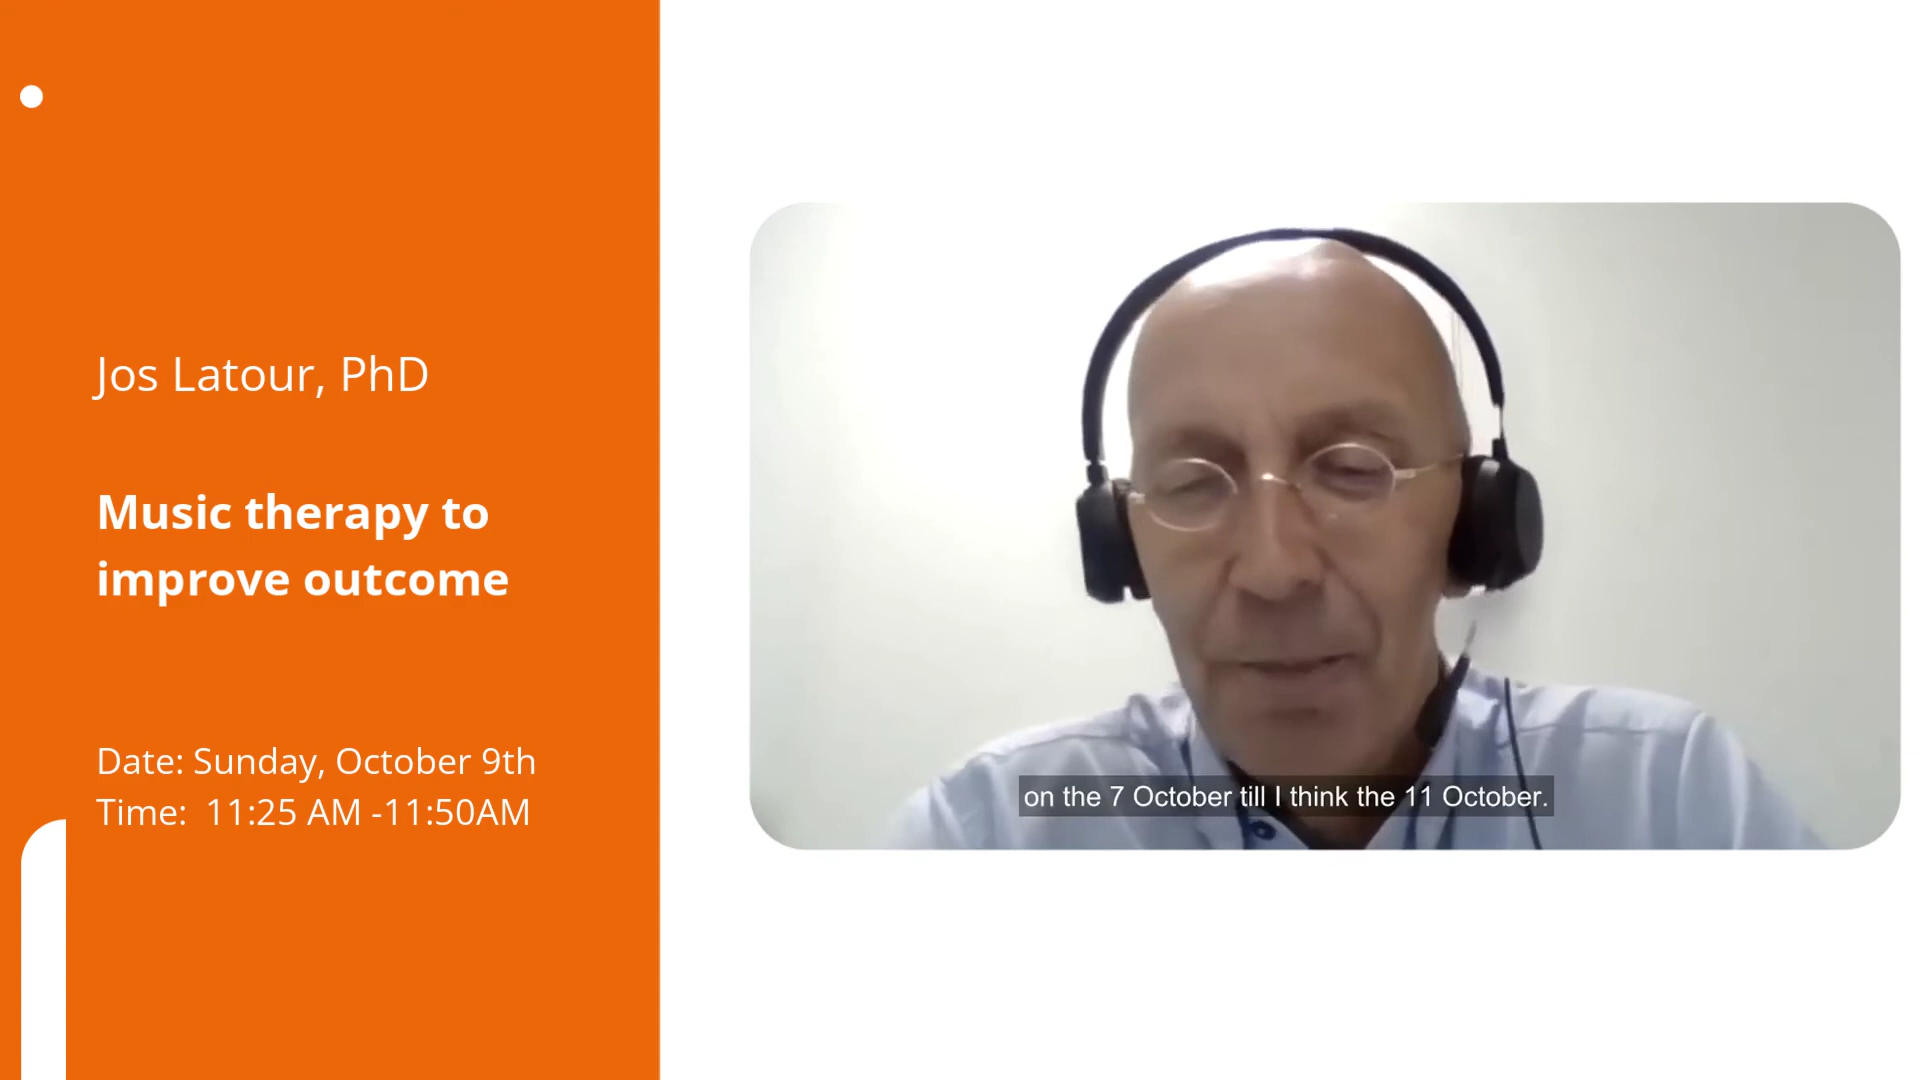 Jos Latour, PhD
Music therapy to
improve outcome
Date: Sunday, October 9th
Time:  11:25 AM -11:50AM
on the 7 October till I think the 11 October.